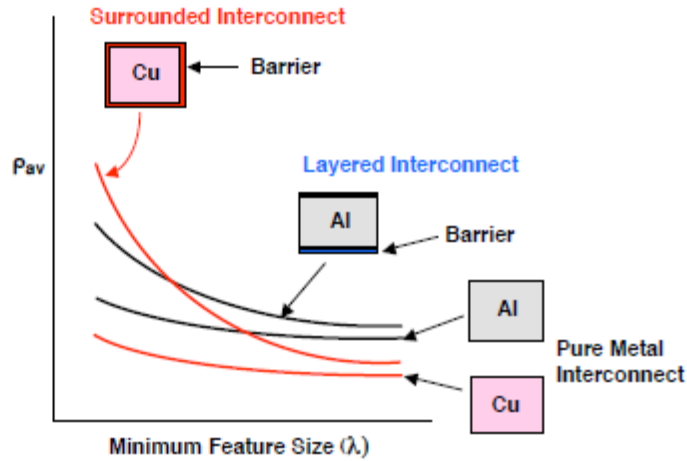 Surrounded Interconnect
Cu
Barrier
ρav
Layered Interconnect
Al
Barrier
Al
Pure Metal
Interconnect
Cu
Minimum Feature Size (λ)